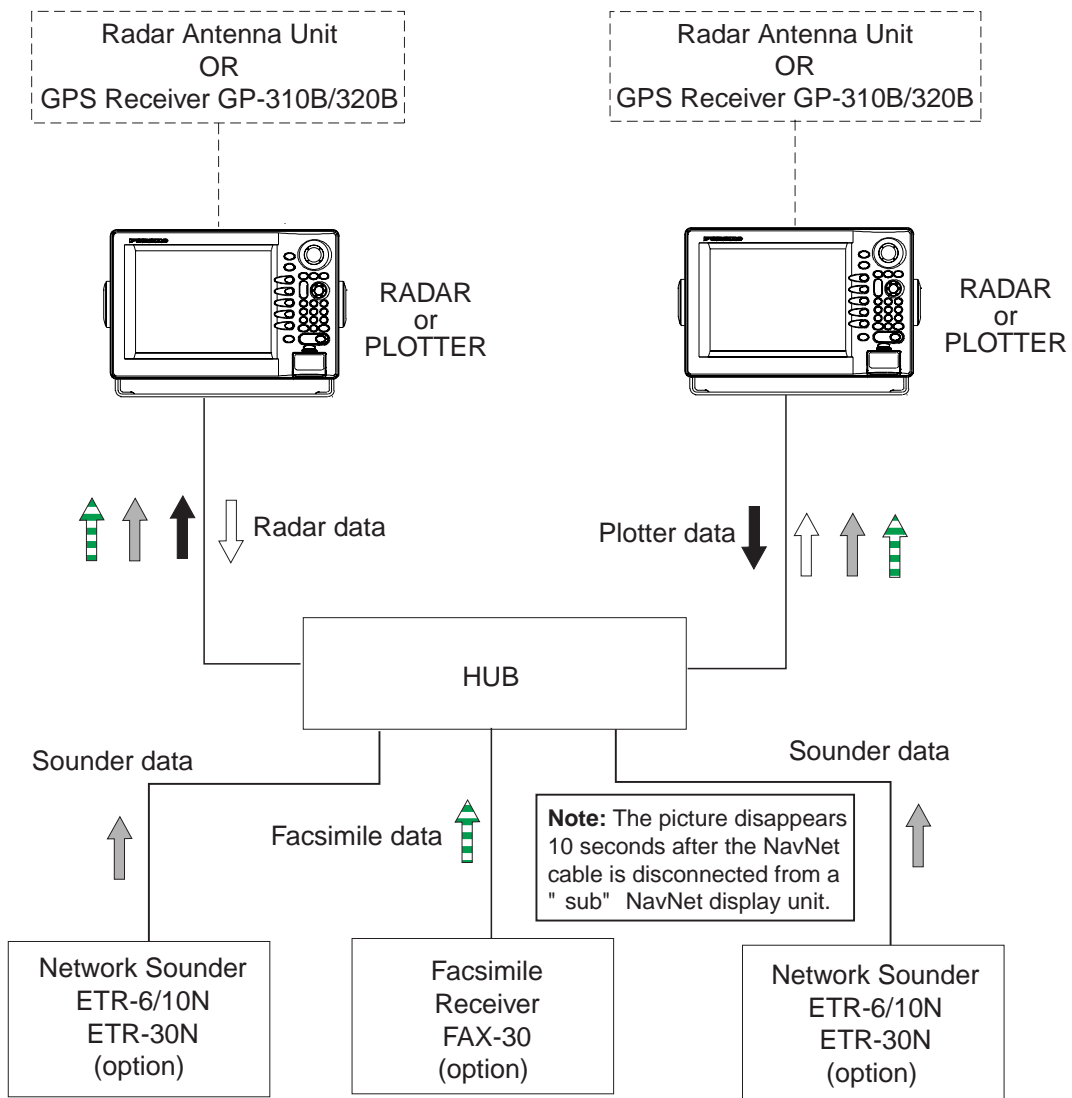 Radar Antenna Unit
OR
GPS Receiver GP-310B/320B
Radar Antenna Unit
OR
GPS Receiver GP-310B/320B
FURUNO
RADAR
or
PLOTTER
FURUNO
RADAR
or
PLOTTER
Radar data
Plotter data
HUB
Sounder data
Sounder data
Facsimile data
Note: The picture disappears
10 seconds after the NavNet
cable is disconnected from a
" sub" NavNet display unit.
Network Sounder
ETR-6/10N
ETR-30N
(option)
Facsimile
Receiver
FAX-30
(option)
Network Sounder
ETR-6/10N
ETR-30N
(option)